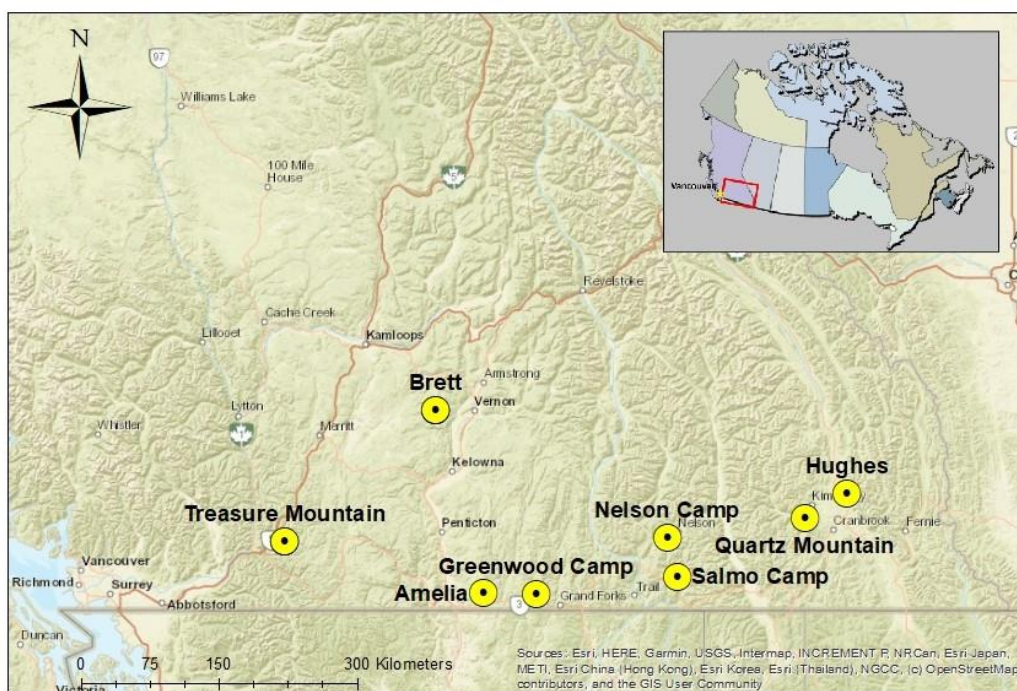 N
97
Williams Lake
100 Mile
House
5
Vancouver
Revelstoke
Cache Creek
Lillooet
Kamloops
Armstrong
Brett
Vernon
Lytton
1
Merritt
Whistler
Kelowna
Hughes
Treasure Mountain
Penticton
Nelson Camp
Nelson
Cranbrook
Fernie
Quartz Mountain
Vancouver
Richmond
Surrey
Abbotsford
Greenwood Camp
Amelia
3
Grand Forks
Trail
Salmo Camp
Duncan
0 75 150 300 Kilometers
Victoria
Sources: Esri, HERE, Garmin, USGS, Intermap, INCREMENT P, NRCan, Esri Japan,
METI, Esri China (Hong Kong), Esri Korea, Esri (Thailand), NGCC, (c) OpenStreetMap
contributors, and the GIS User Community